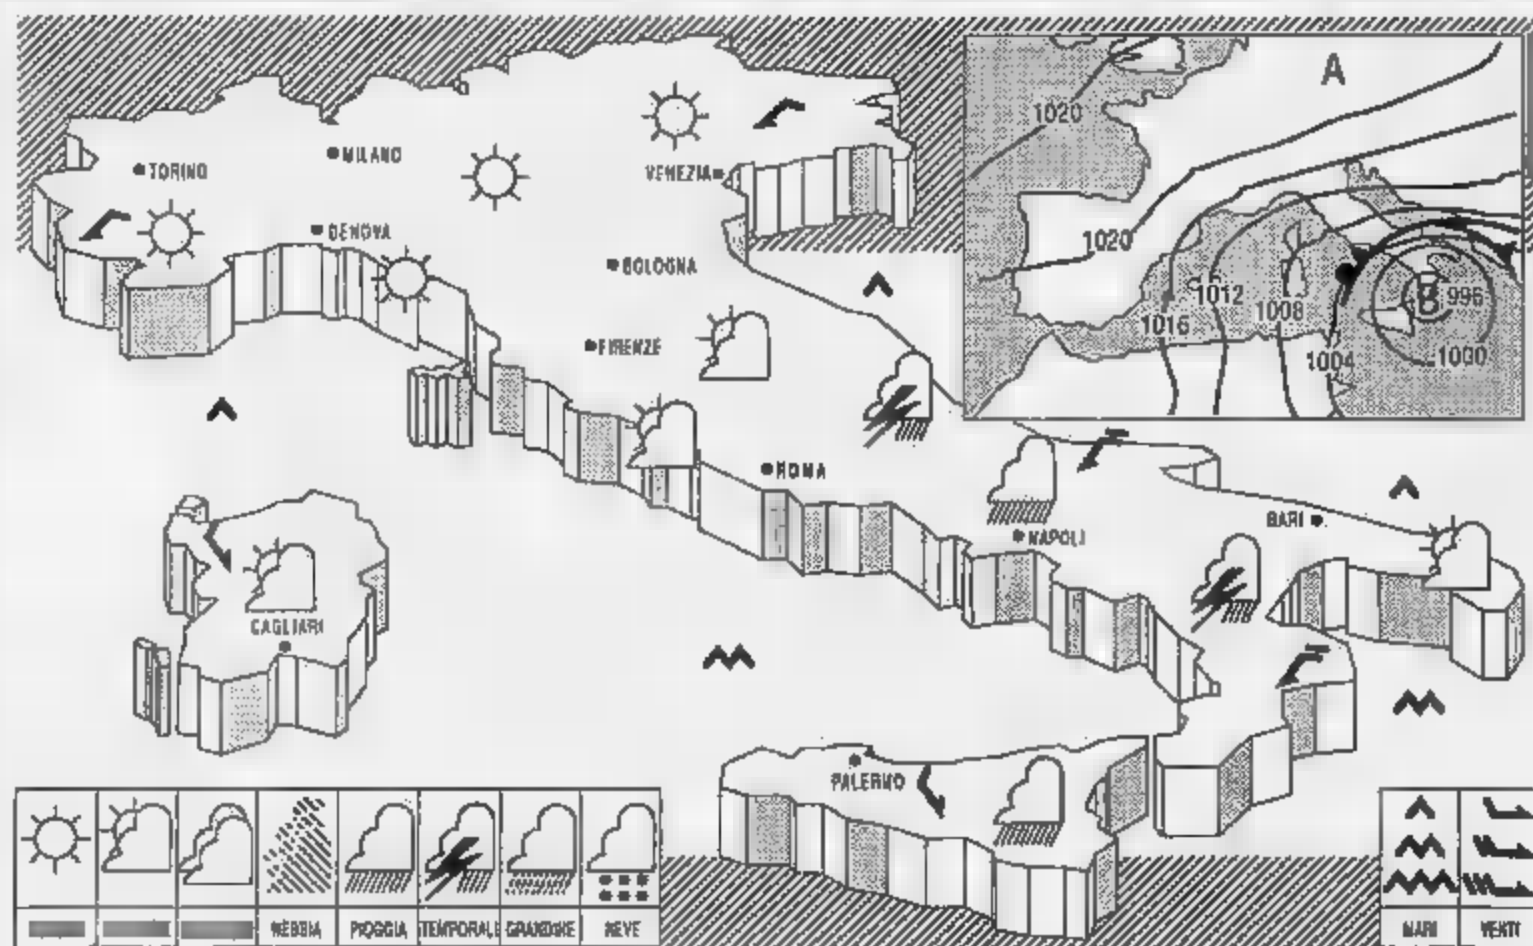 A
1020
TORINO
MILANO
VENEZIA
GENOVA
1020
BOLOGNA
1012
1008
B 996
1016
FIRENZE
1004
1000
ROMA
BARI
NAPOLI
CAGLIARI
PALERMO
NEBBIA PIOGGIA TEMPORALE GRANDINE NEVE
MARI VENTI